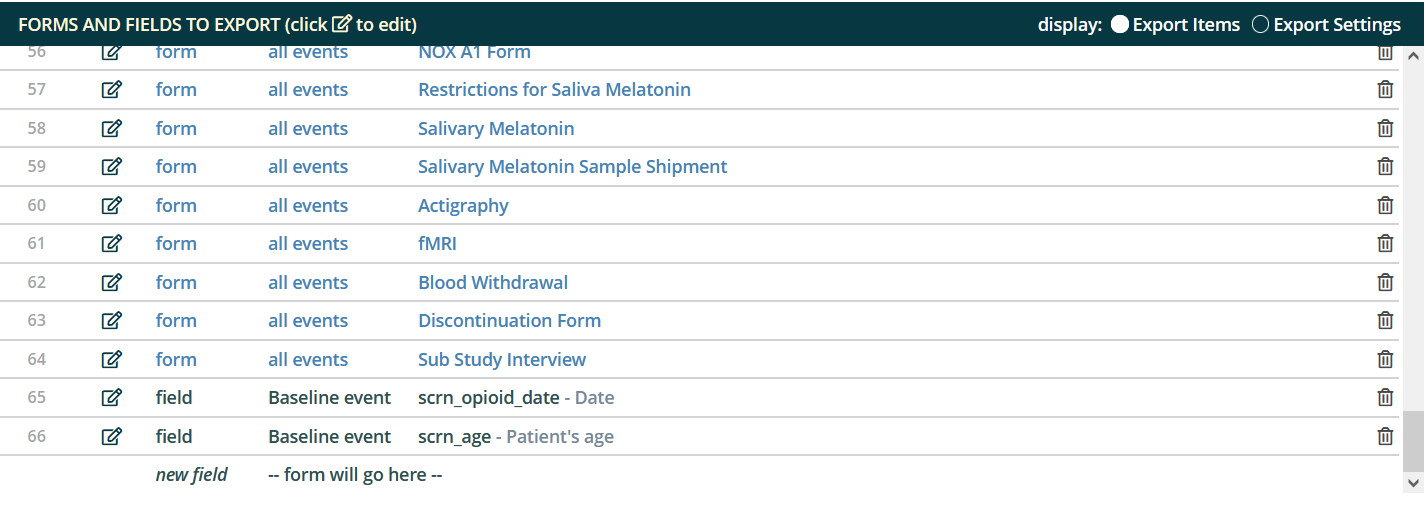 FORMS AND FIELDS TO EXPORT (click to edit) display: Export Items Export Settings
56 form all events NOX A1 Form
57 form all events Restrictions for Saliva Melatonin
58 form all events Salivary Melatonin
59 form all events Salivary Melatonin Sample Shipment
60 form all events Actigraphy
61 form all events fMRI
62 form all events Blood Withdrawal
63 form all events Discontinuation Form
64 form all events Sub Study Interview
65 field Baseline event scrn_opioid_date - Date
66 field Baseline event scrn_age - Patient's age
new field -- form will go here --